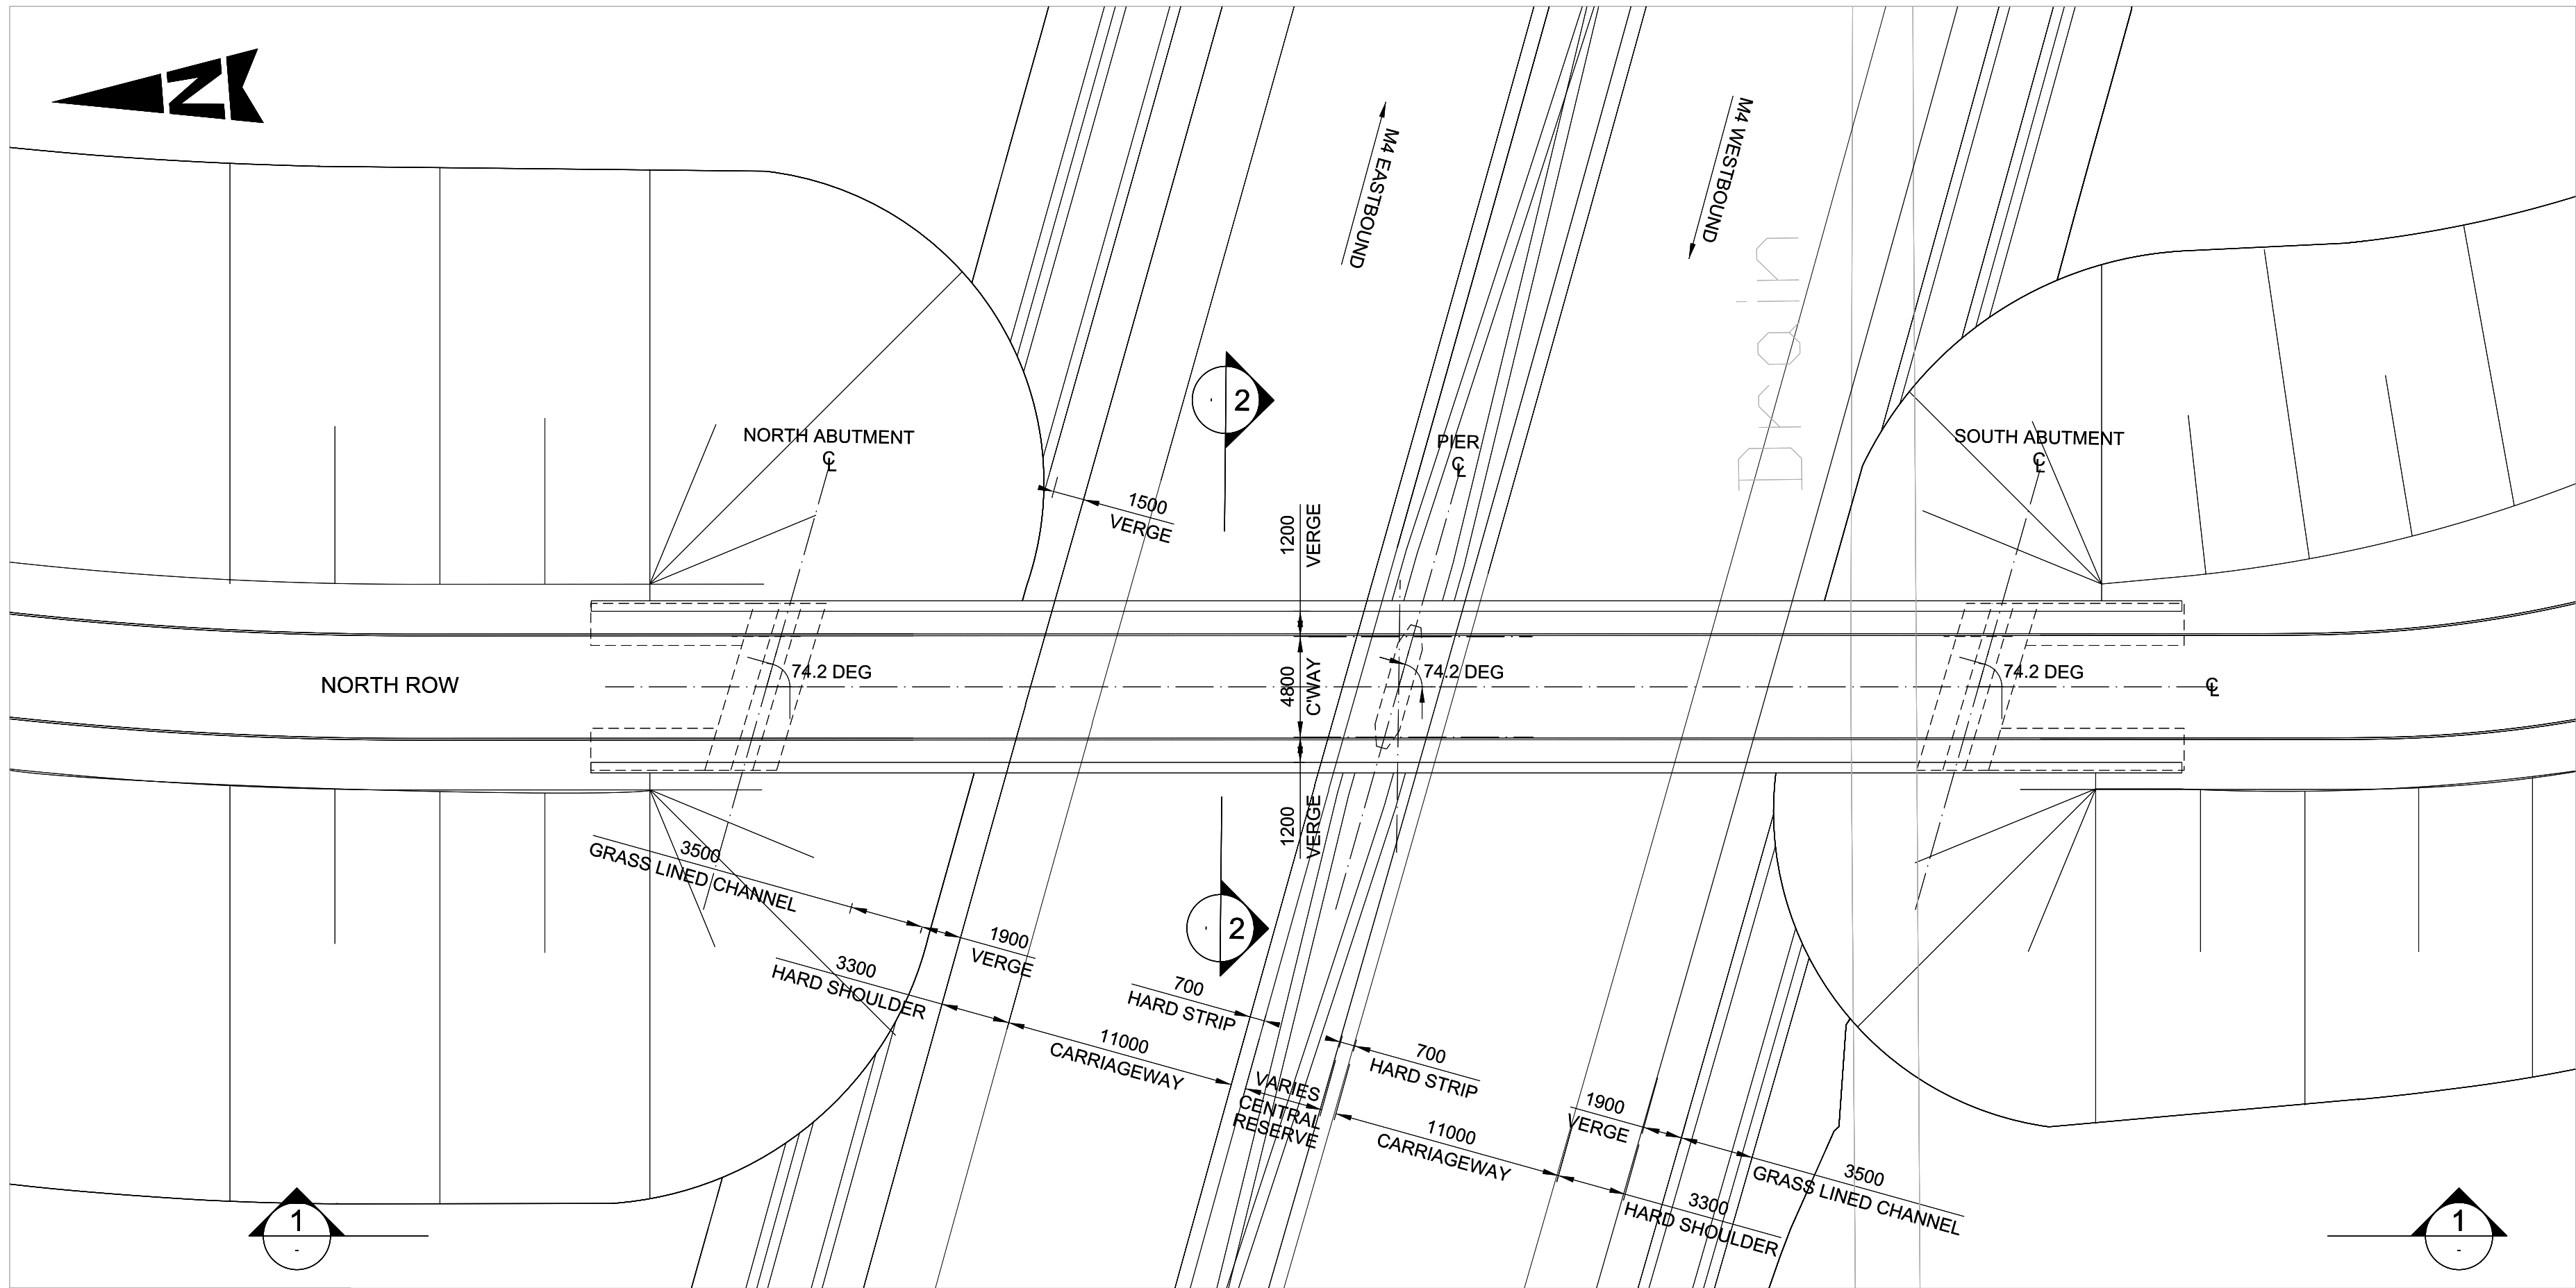 N
M4 EASTBOUND
M4 WESTBOUND
Drain
2
-
NORTH ABUTMENT
℄
PIER
℄
SOUTH ABUTMENT
℄
1500
VERGE
1200
VERGE
NORTH ROW
74.2 DEG
4800
C'WAY
74.2 DEG
74.2 DEG
℄
1200
VERGE
3500
GRASS LINED CHANNEL
2
-
1900
VERGE
3300
HARD SHOULDER
700
HARD STRIP
11000
CARRIAGEWAY
700
HARD STRIP
VARIES
CENTRAL
RESERVE
1900
VERGE
11000
CARRIAGEWAY
3500
GRASS LINED CHANNEL
3300
HARD SHOULDER
1
-
1
-